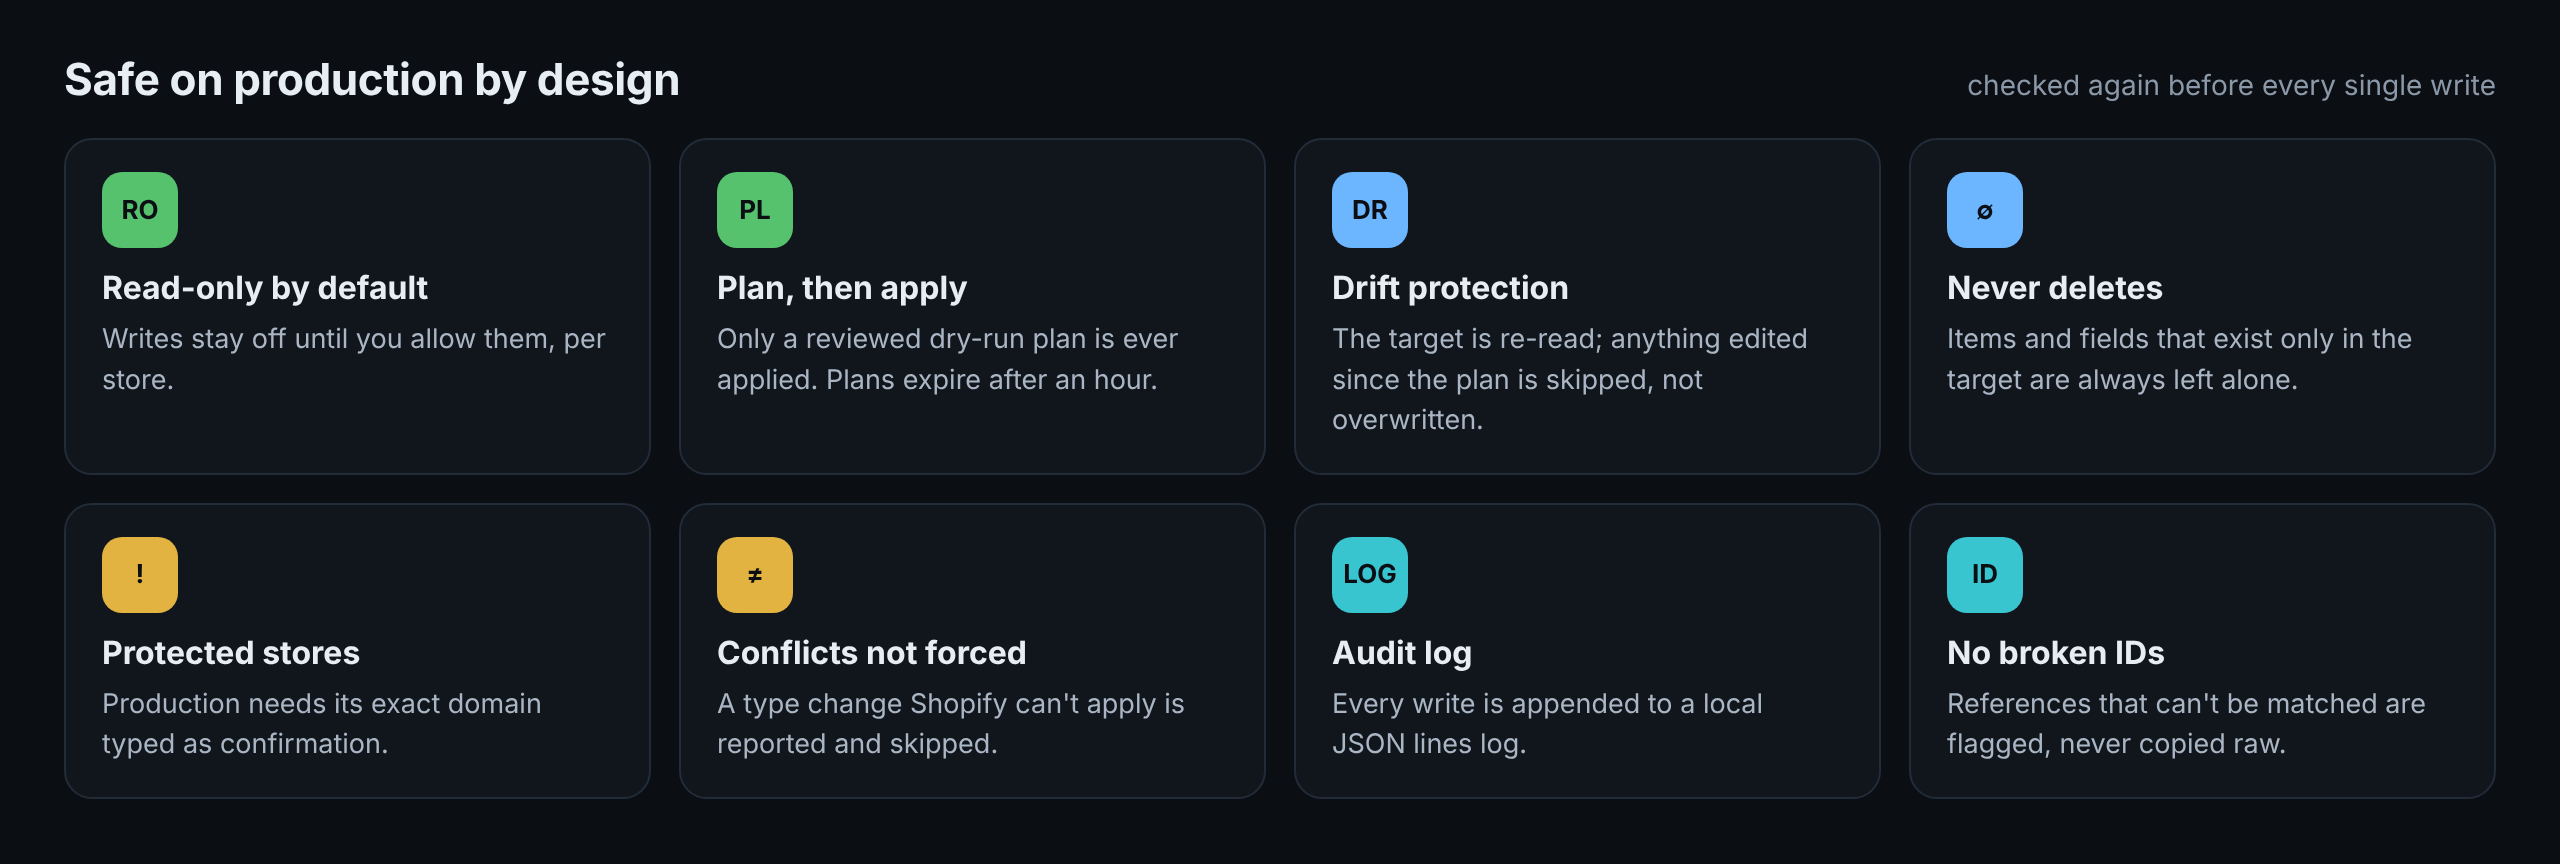 Safe on production by design
checked again before every single write
RO
Read-only by default
Writes stay off until you allow them, per
store.
PL
Plan, then apply
Only a reviewed dry-run plan is ever
applied. Plans expire after an hour.
DR
Drift protection
The target is re-read; anything edited
since the plan is skipped, not
overwritten.
ø
Never deletes
Items and fields that exist only in the
target are always left alone.
!
Protected stores
Production needs its exact domain
typed as confirmation.
≠
Conflicts not forced
A type change Shopify can't apply is
reported and skipped.
LOG
Audit log
Every write is appended to a local
JSON lines log.
ID
No broken IDs
References that can't be matched are
flagged, never copied raw.